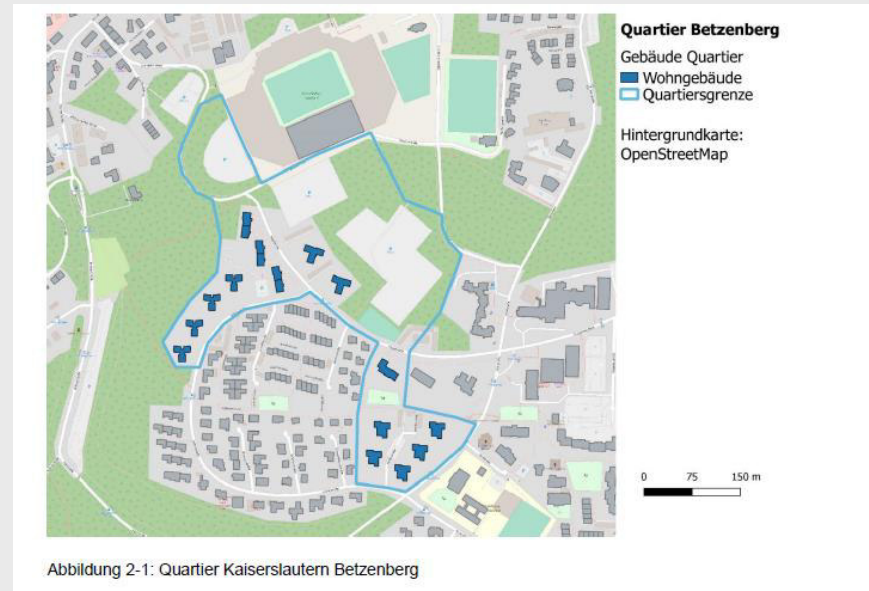 Quartier Betzenberg
Gebäude Quartier
Wohngebäude
Quartiersgrenze
Hintergrundkarte:
OpenStreetMap
0 75 150 m
Abbildung 2-1: Quartier Kaiserslautern Betzenberg